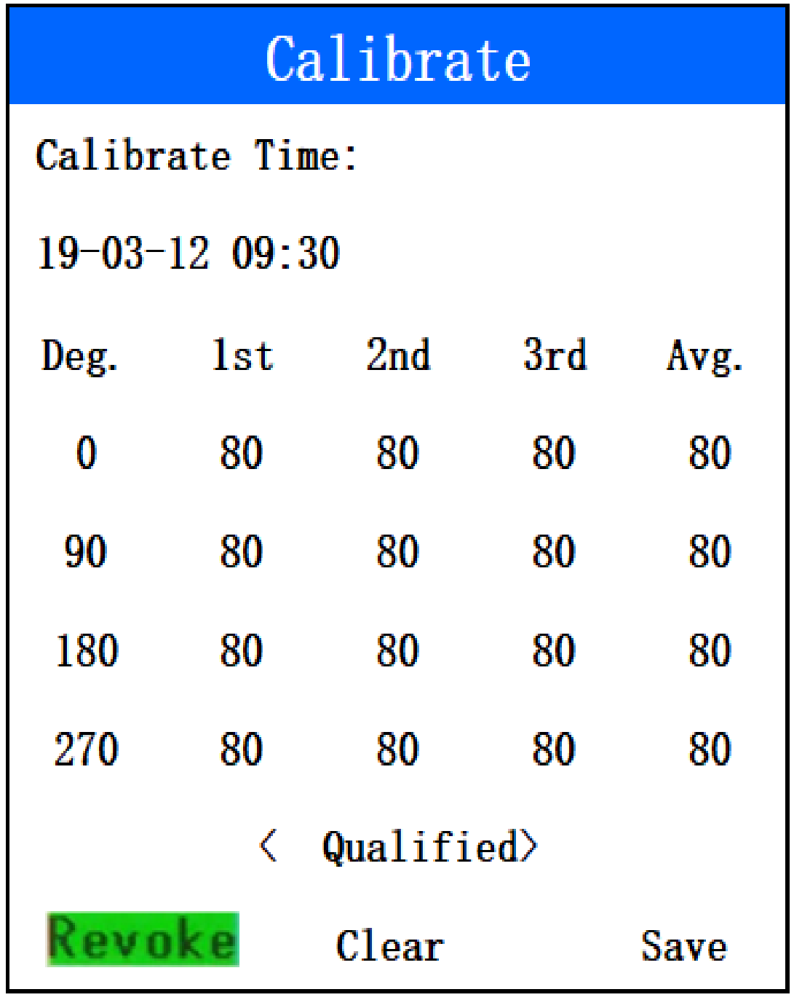 Calibrate
Calibrate Time:
19-03-12 09:30
Deg. 1st 2nd 3rd Avg.
0 80 80 80 80
90 80 80 80 80
180 80 80 80 80
270 80 80 80 80
< Qualified>
Revoke Clear Save